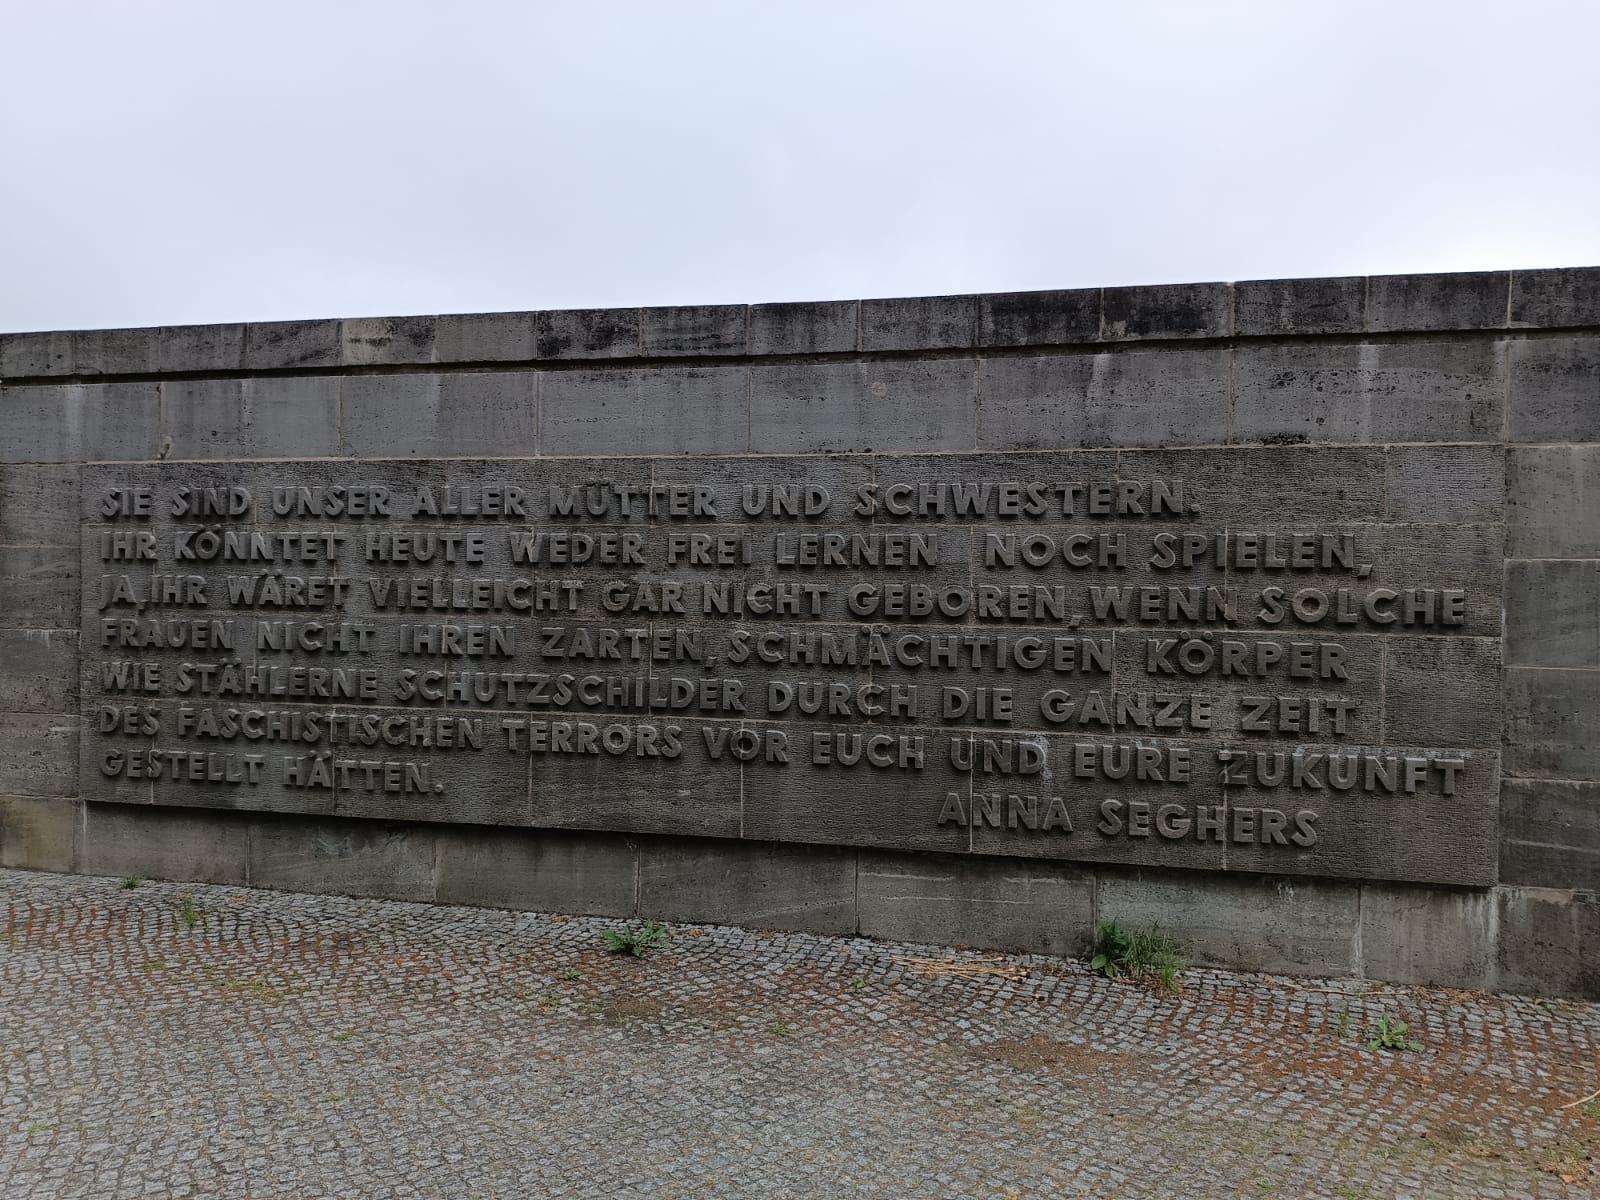 SIE SIND UNSER ALLER MÜTTER UND SCHWESTERN.
IHR KÖNNTET HEUTE WEDER FREI LERNEN NOCH SPIELEN,
JA, IHR WÄRET VIELLEICHT GAR NICHT GEBOREN, WENN SOLCHE
FRAUEN NICHT IHREN ZARTEN, SCHMÄCHTIGEN KÖRPER
WIE STÄHLERNE SCHUTZSCHILDER DURCH DIE GANZE ZEIT
DES FASCHISTISCHEN TERRORS VOR EUCH UND EURE ZUKUNFT
GESTELLT HÄTTEN.
ANNA SEGHERS